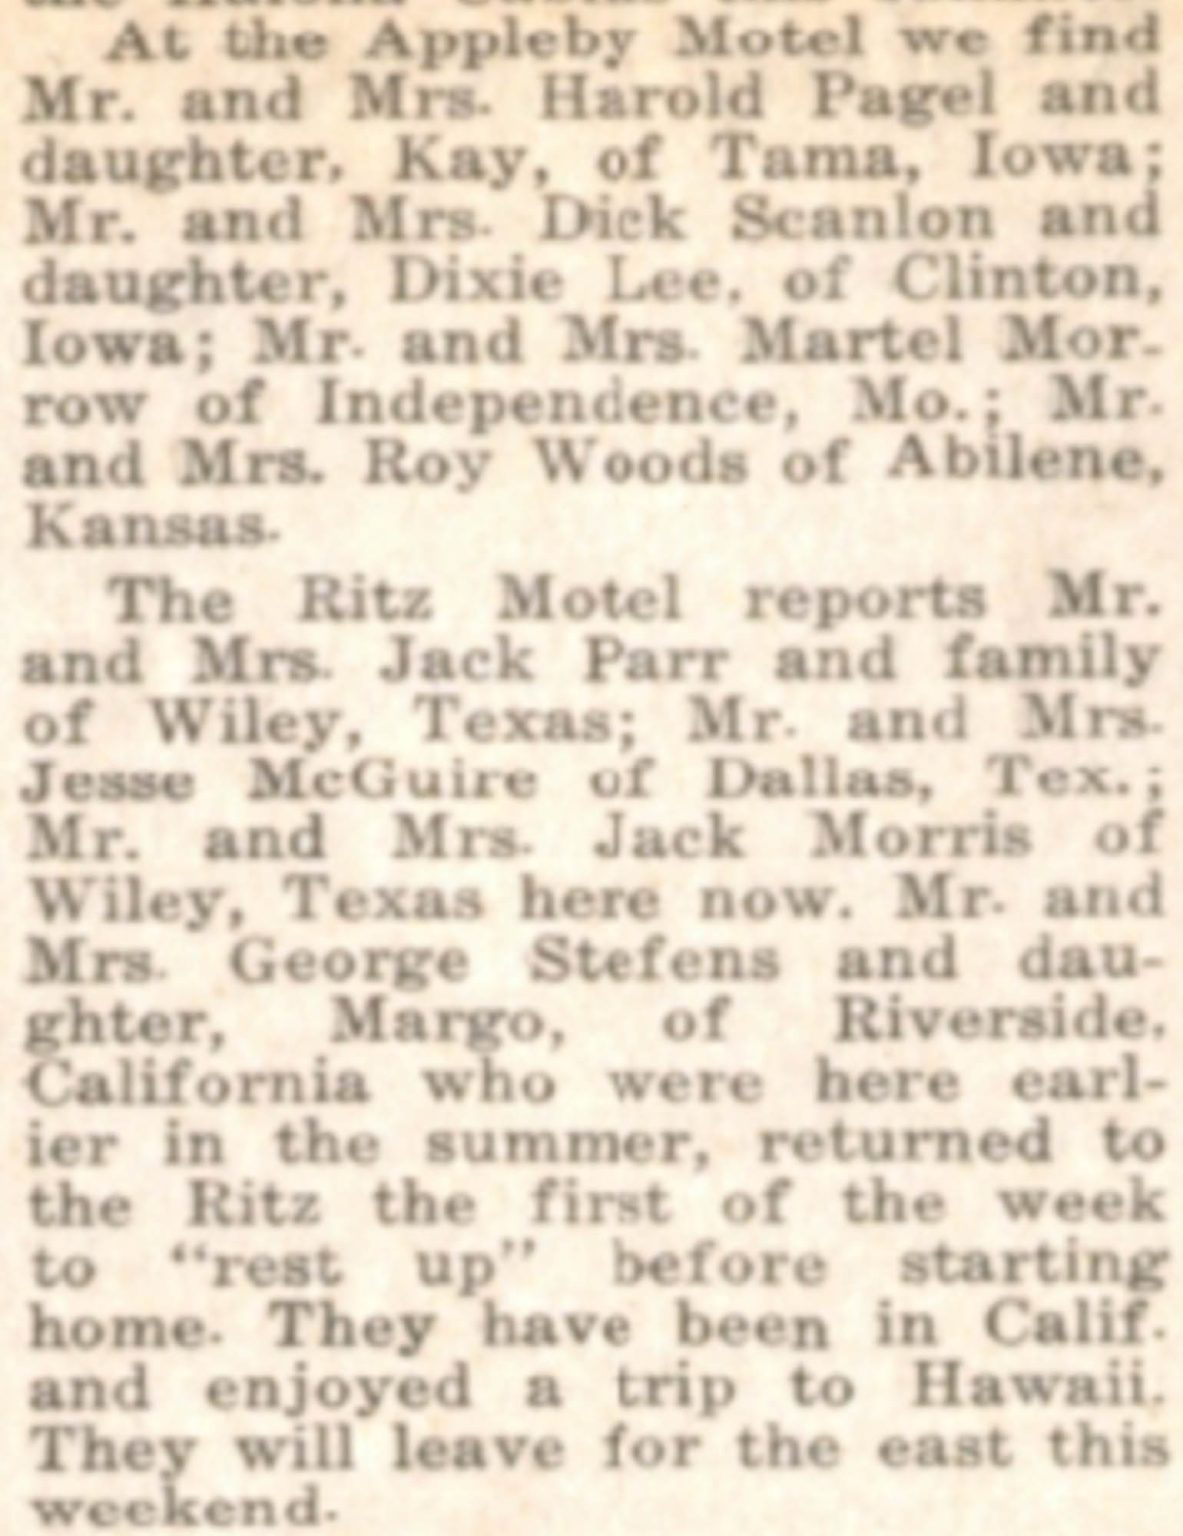 At the Appleby Motel we find
Mr. and Mrs. Harold Pagel and
daughter, Kay, of Tama, Iowa;
Mr. and Mrs. Dick Scanlon and
daughter, Dixie Lee, of Clinton,
Iowa; Mr. and Mrs. Martel Mor-
row of Independence, Mo.; Mr.
and Mrs. Roy Woods of Abilene,
Kansas.
The Ritz Motel reports Mr.
and Mrs. Jack Parr and family
of Wiley, Texas; Mr. and Mrs.
Jesse McGuire of Dallas, Tex.;
Mr. and Mrs. Jack Morris of
Wiley, Texas here now. Mr. and
Mrs. George Stefens and dau-
ghter, Margo, of Riverside,
California who were here earl-
ier in the summer, returned to
the Ritz the first of the week
to "rest up" before starting
home. They have been in Calif.
and enjoyed a trip to Hawaii.
They will leave for the east this
weekend.